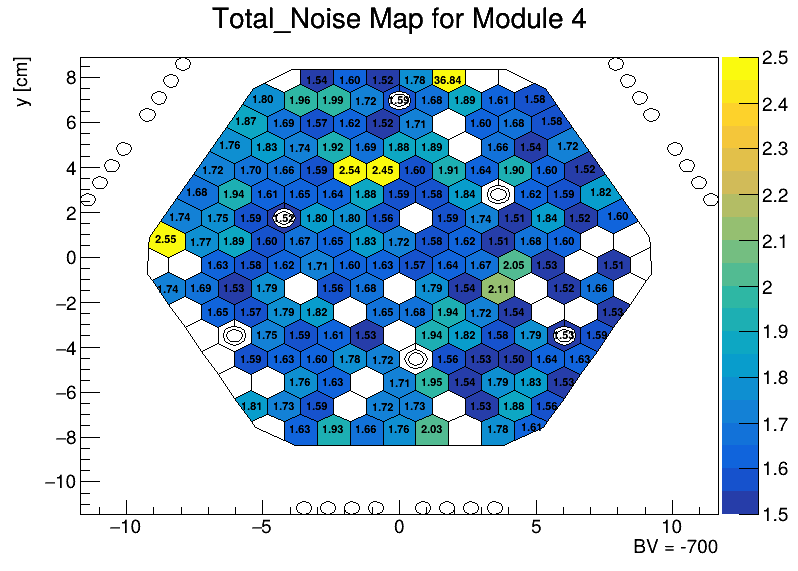 Total_Noise Map for Module 4
y [cm]
8
6
4
2
0
−2
−4
−6
−8
−10
1.54 1.60 1.52 1.78 36.84
1.80 1.96 1.99 1.72 1.59 1.68 1.89 1.61 1.58
1.87 1.69 1.57 1.62 1.52 1.71 1.60 1.68 1.58
1.76 1.83 1.74 1.92 1.69 1.88 1.89 1.66 1.54 1.72
1.72 1.70 1.66 2.54 2.45 1.60 1.91 1.90 1.60 1.52
1.68 1.94 1.61 1.65 1.64 1.88 1.59 1.58 1.84 1.62 1.59 1.82
1.74 1.75 1.59 1.52 1.80 1.80 1.59 1.74 1.51 1.84 1.52 1.60
2.55 1.77 1.89 1.60 1.67 1.65 1.83 1.72 1.58 1.62 1.51 1.68 1.60
1.63 1.58 1.62 1.71 1.60 1.63 1.57 1.64 1.67 2.05 1.53 1.51
1.74 1.69 1.53 1.79 1.56 1.68 1.79 1.54 2.11 1.52 1.66
1.65 1.57 1.79 1.82 1.65 1.68 1.94 1.72 1.54 1.53
1.75 1.59 1.61 1.53 1.94 1.82 1.58 1.54 1.53 1.59
1.59 1.63 1.60 1.78 1.72 1.56 1.53 1.50 1.64 1.63
1.76 1.63 1.71 1.95 1.54 1.79 1.83 1.53
1.81 1.73 1.59 1.72 1.73 1.53 1.88 1.56
1.63 1.93 1.66 1.76 2.03 1.78 1.61
−10 −5 0 5 10
BV = -700
2.5
2.4
2.3
2.2
2.1
2
1.9
1.8
1.7
1.6
1.5